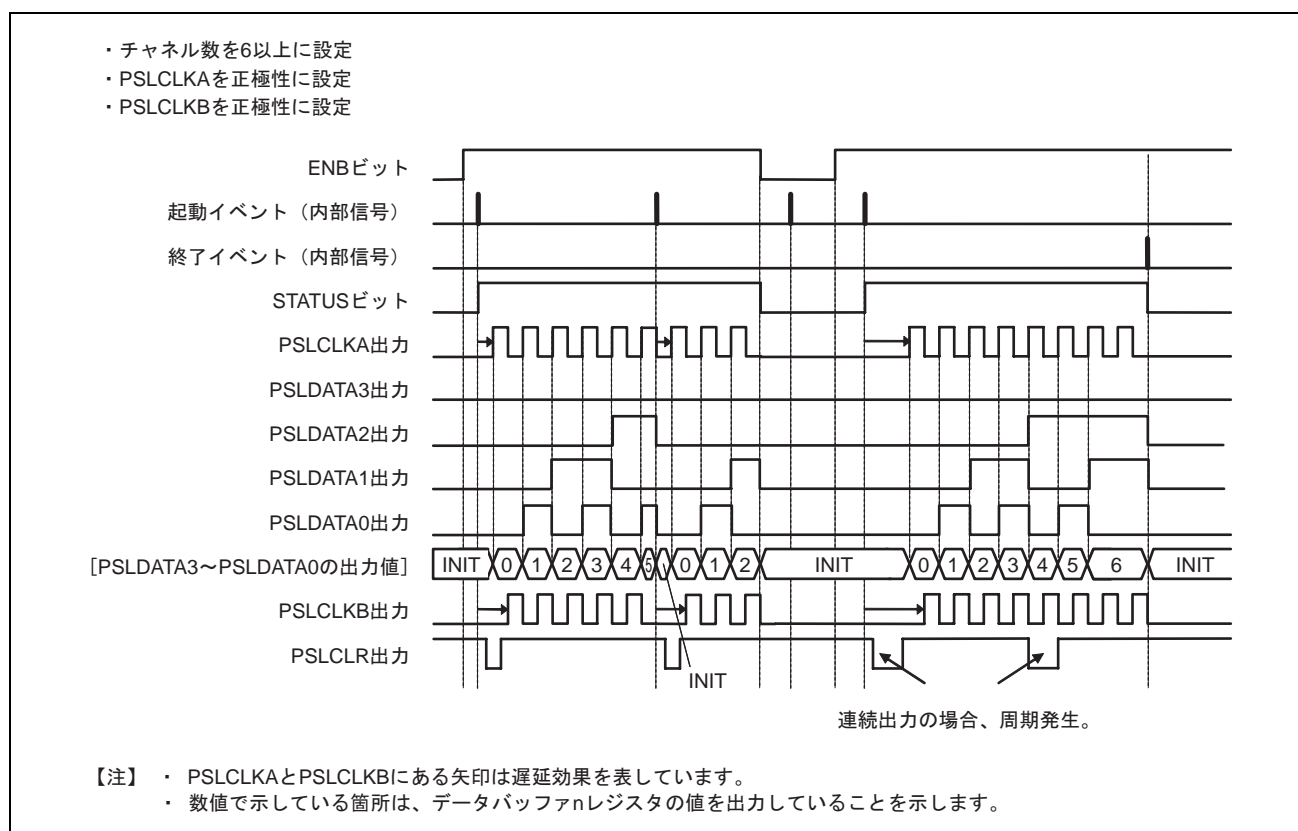 ・チャネル数を6以上に設定
・PSLCLKAを正極性に設定
・PSLCLKBを正極性に設定
ENBビット
起動イベント（内部信号）
終了イベント（内部信号）
STATUSビット
PSLCLKA出力
PSLDATA3出力
PSLDATA2出力
PSLDATA1出力
PSLDATA0出力
[PSLDATA3～PSLDATA0の出力値] INIT 0 1 2 3 4 5 0 1 2 INIT 0 1 2 3 4 5 6 INIT
PSLCLKB出力
PSLCLR出力
INIT
連続出力の場合、周期発生。
【注】 ・ PSLCLKAとPSLCLKBにある矢印は遅延効果を表しています。
・ 数値で示している箇所は、データバッファnレジスタの値を出力していることを示します。